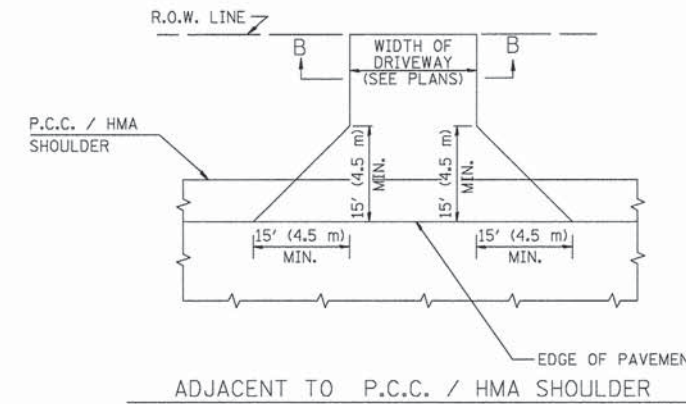 R.O.W. LINE
B
WIDTH OF
DRIVEWAY
(SEE PLANS)
B
P.C.C. / HMA
SHOULDER
15' (4.5 m)
MIN.
15' (4.5 m)
MIN.
15' (4.5 m)
MIN.
15' (4.5 m)
MIN.
EDGE OF PAVEMEN
ADJACENT TO P.C.C. / HMA SHOULDER